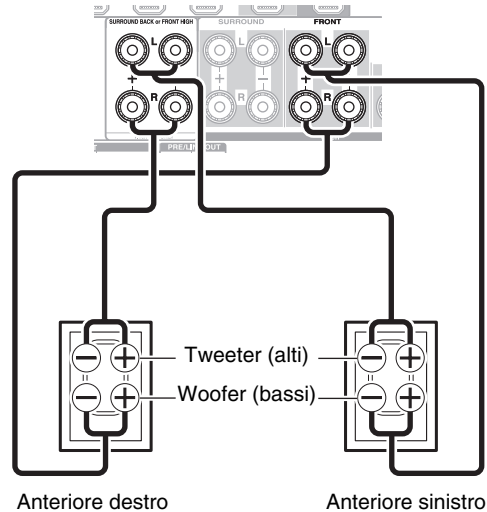 SURROUND BACK or FRONT HIGH
SURROUND
FRONT
L
L
L
+
+
−
+
R
R
R
PRE/LINE OUT
−
+
Tweeter (alti)
−
+
−
+
Woofer (bassi)
−
+
Anteriore destro
Anteriore sinistro